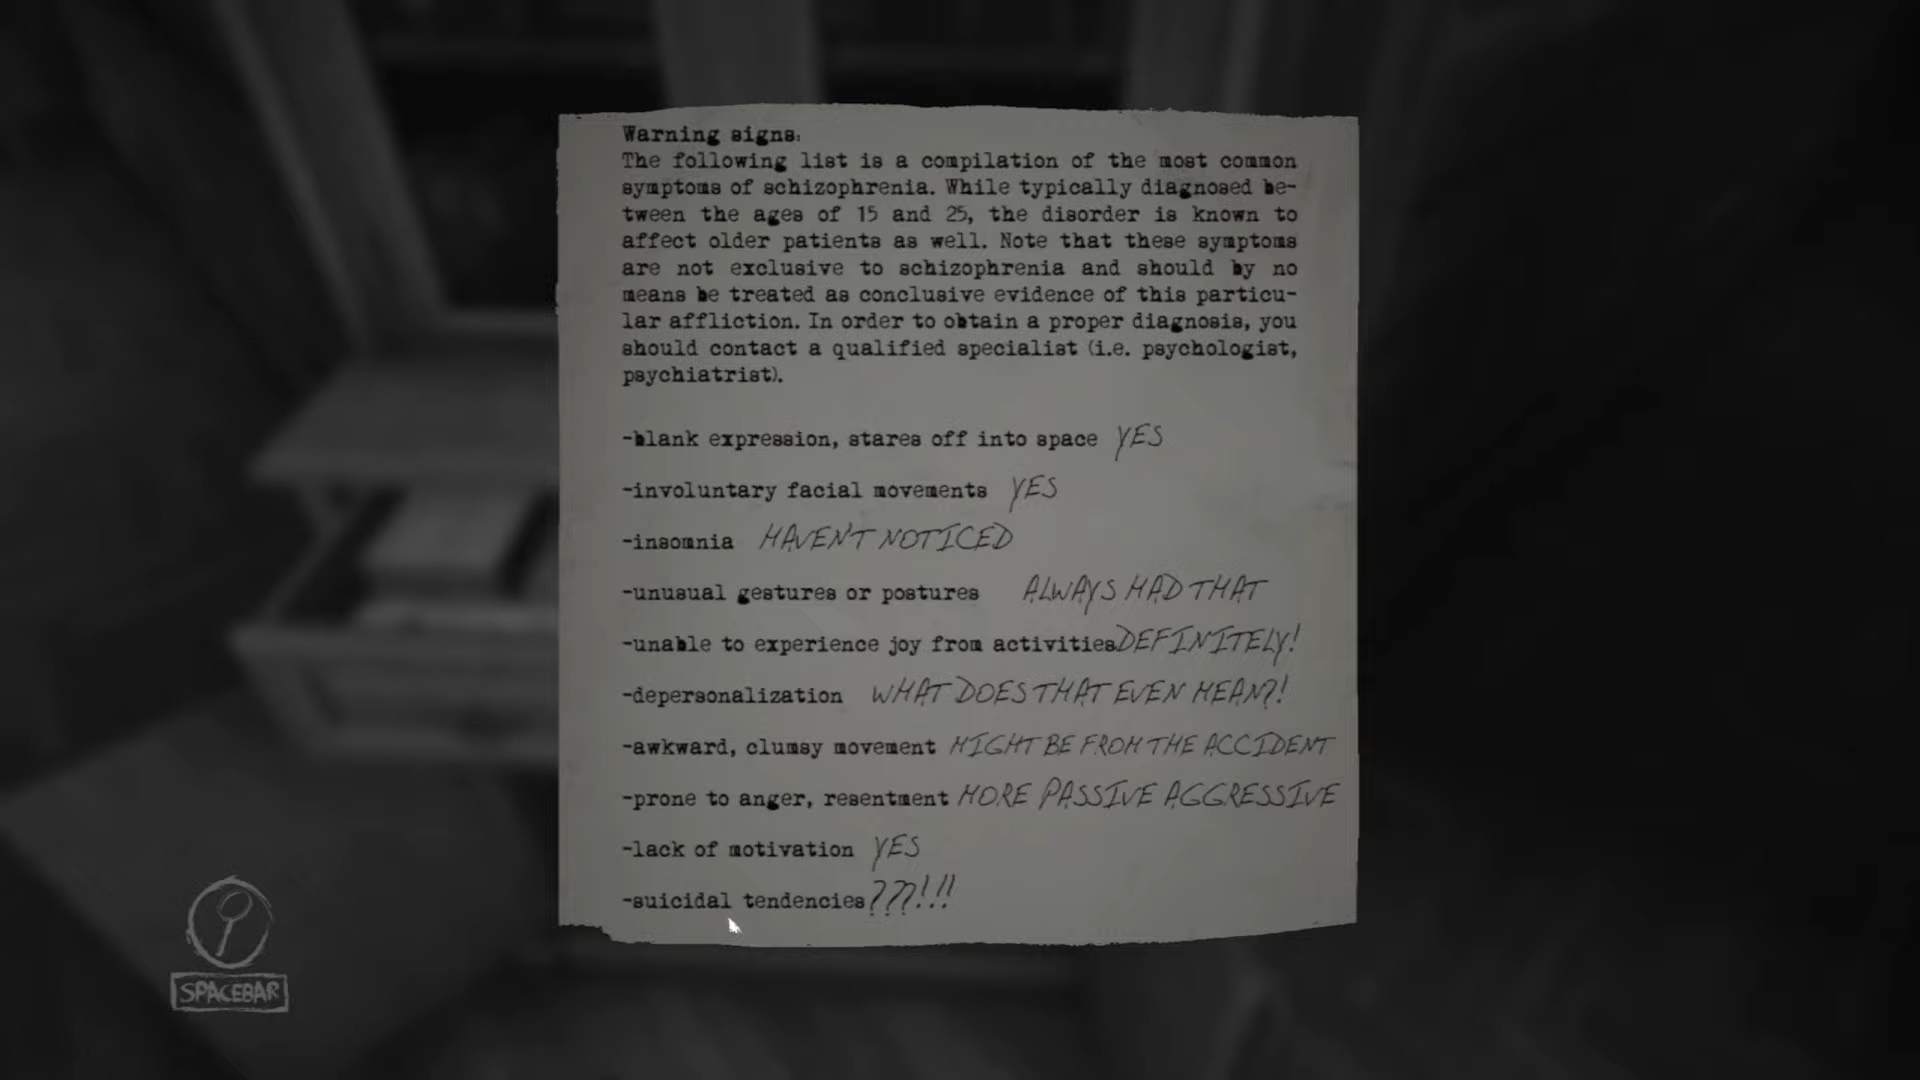 Warning signs:
The following list is a compilation of the most common
symptoms of schizophrenia. While typically diagnosed be-
tween the ages of 15 and 25, the disorder is known to
affect older patients as well. Note that these symptoms
are not exclusive to schizophrenia and should by no
means be treated as conclusive evidence of this particu-
lar affliction. In order to obtain a proper diagnosis, you
should contact a qualified specialist (i.e. psychologist,
psychiatrist).
-blank expression, stares off into space YES
-involuntary facial movements YES
-insomnia HAVEN'T NOTICED
-unusual gestures or postures ALWAYS HAD THAT
-unable to experience joy from activities DEFINITELY!
-depersonalization WHAT DOES THAT EVEN MEAN?!
-awkward, clumsy movement MIGHT BE FROM THE ACCIDENT
-prone to anger, resentment MORE PASSIVE AGGRESSIVE
-lack of motivation YES
-suicidal tendencies???!!!
SPACEBAR